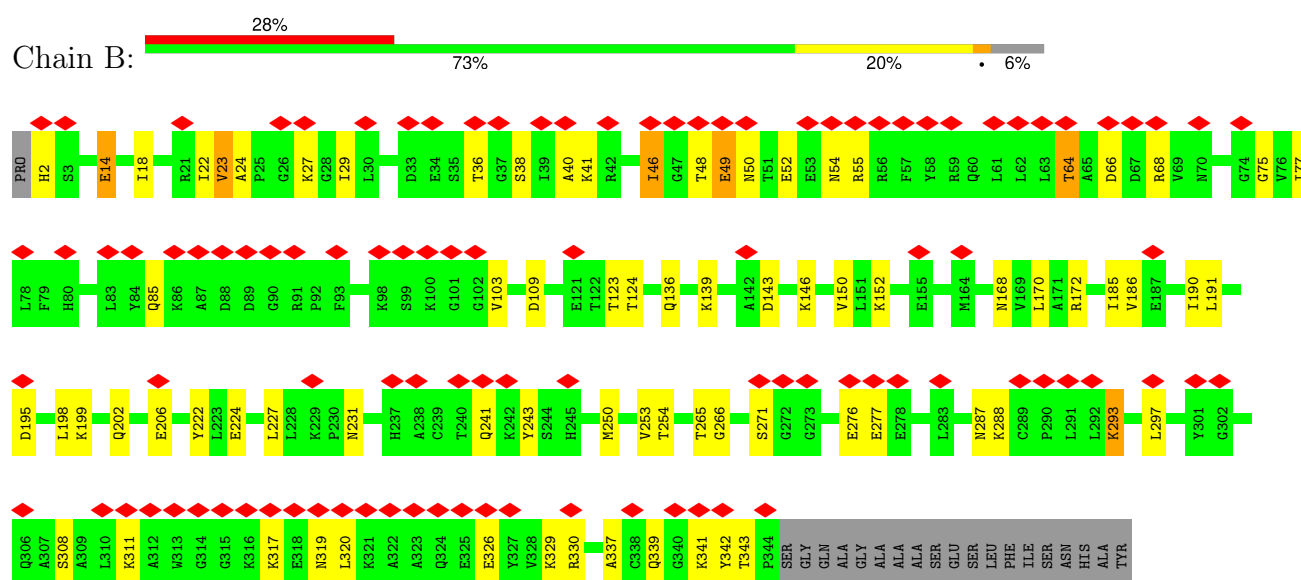 28%
Chain B:
73% 20% • 6%
PRO H2 S3 E14 I18 R21 I22 V23 A24 P25 G26 K27 G28 I29 L30 D33 E34 S35 T36 G37 S38 I39 A40 K41 R42 I46 G47 T48 E49 N50 T51 E52 E53 N54 R55 R56 F57 Y58 R59 Q60 L61 L62 L63 T64 A65 D66 D67 R68 V69 N70 G74 G75 V76 I77
L78 F79 H80 L83 Y84 Q85 K86 A87 D88 D89 G90 R91 P92 F93 K98 S99 K100 G101 G102 V103 D109 E121 T122 T123 T124 Q136 K139 A142 D143 K146 V150 L151 K152 E155 M164 N168 V169 L170 A171 R172 I185 V186 E187 I190 L191
D195 L198 K199 Q202 E206 Y222 L223 E224 L227 L228 K229 P230 N231 H237 A238 C239 T240 Q241 K242 Y243 S244 H245 M250 V253 T254 T265 G266 S271 G272 G273 E276 E277 E278 L283 N287 K288 C289 P290 L291 L292 K293 L297 Y301 G302
Q306 A307 S308 A309 L310 K311 A312 W313 G314 G315 K316 K317 E318 N319 L320 K321 A322 A323 Q324 E325 E326 Y327 V328 K329 R330 A337 C338 Q339 G340 K341 Y342 T343 P344 SER GLY GLN ALA GLY ALA ALA ALA SER GLU SER LEU PHE ILE SER ASN HIS ALA TYR